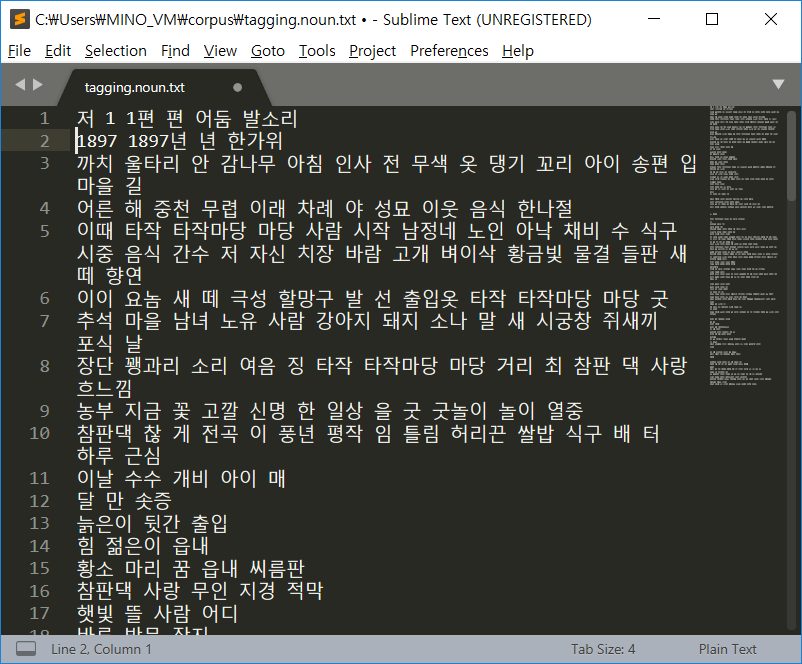 C:₩Users₩MINO_VM₩corpus₩tagging.noun.txt • - Sublime Text (UNREGISTERED)
File Edit Selection Find View Goto Tools Project Preferences Help
tagging.noun.txt
1 저 1 1편 편 어둠 발소리
2 1897 1897년 년 한가위
3 까치 울타리 안 감나무 아침 인사 전 무색 옷 댕기 꼬리 아이 송편 입
마을 길
4 어른 해 중천 무렵 이래 차례 야 성묘 이웃 음식 한나절
5 이때 타작 타작마당 마당 사람 시작 남정네 노인 아낙 채비 수 식구
시중 음식 간수 저 자신 치장 바람 고개 벼이삭 황금빛 물결 들판 새
떼 향연
6 이이 요놈 새 떼 극성 할망구 발 선 출입옷 타작 타작마당 마당 굿
7 추석 마을 남녀 노유 사람 강아지 돼지 소나 말 새 시궁창 쥐새끼
포식 날
8 장단 꽹과리 소리 여음 징 타작 타작마당 마당 거리 최 참판 댁 사랑
흐느낌
9 농부 지금 꽃 고깔 신명 한 일상 을 굿 굿놀이 놀이 열중
10 참판댁 찮 게 전곡 이 풍년 평작 임 틀림 허리끈 쌀밥 식구 배 터
하루 근심
11 이날 수수 개비 아이 매
12 달 만 솟증
13 늙은이 뒷간 출입
14 힘 젊은이 읍내
15 황소 마리 꿈 읍내 씨름판
16 참판댁 사랑 무인 지경 적막
17 햇빛 뜰 사람 어디
Line 2, Column 1
Tab Size: 4
Plain Text